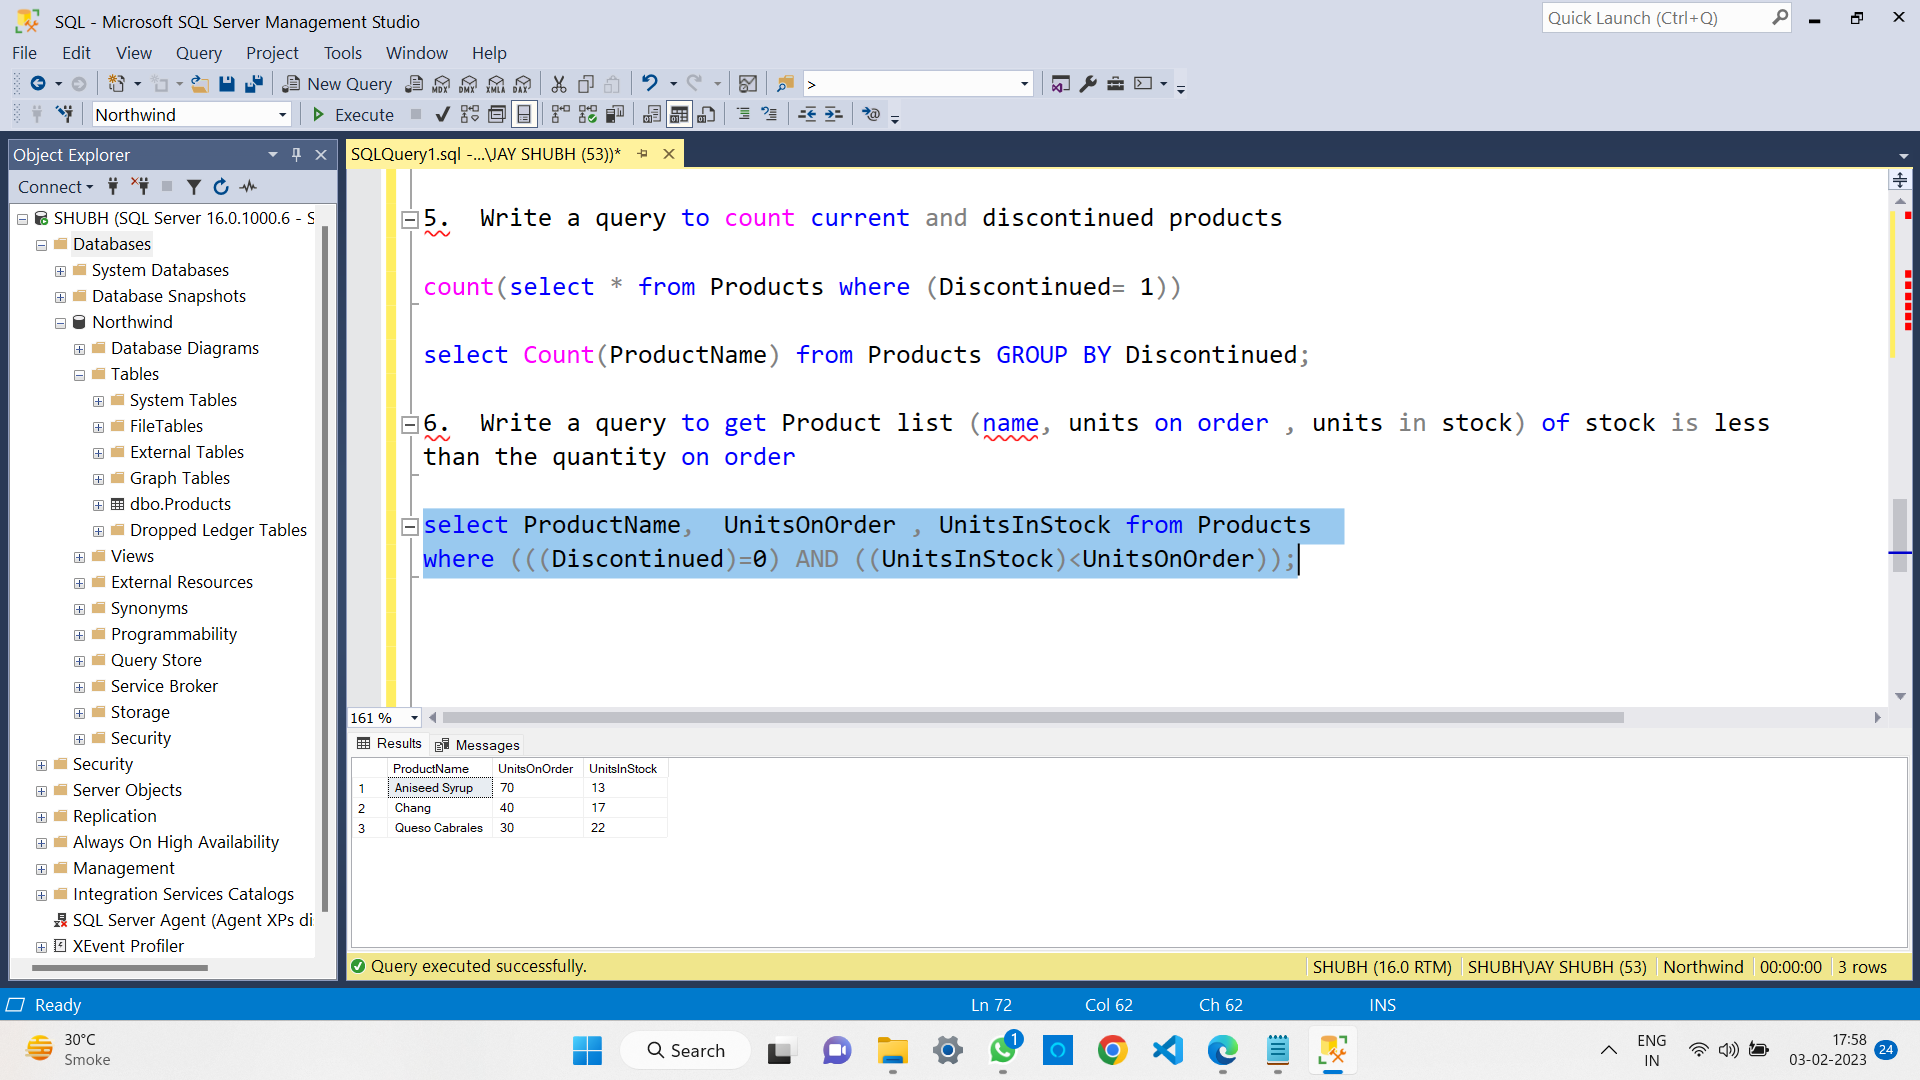 SQL - Microsoft SQL Server Management Studio
Quick Launch (Ctrl+Q)
File Edit View Query Project Tools Window Help
New Query MDX DMX XMLA DAX >
Northwind Execute
Object Explorer
Connect
SHUBH (SQL Server 16.0.1000.6 - S
Databases
System Databases
Database Snapshots
Northwind
Database Diagrams
Tables
System Tables
FileTables
External Tables
Graph Tables
dbo.Products
Dropped Ledger Tables
Views
External Resources
Synonyms
Programmability
Query Store
Service Broker
Storage
Security
Security
Server Objects
Replication
Always On High Availability
Management
Integration Services Catalogs
SQL Server Agent (Agent XPs di
XEvent Profiler
SQLQuery1.sql -...\JAY SHUBH (53))*
5. Write a query to count current and discontinued products
count(select * from Products where (Discontinued= 1))
select Count(ProductName) from Products GROUP BY Discontinued;
6. Write a query to get Product list (name, units on order , units in stock) of stock is less
than the quantity on order
select ProductName, UnitsOnOrder , UnitsInStock from Products
where (((Discontinued)=0) AND ((UnitsInStock)<UnitsOnOrder));
161 %
Results Messages
ProductName UnitsOnOrder UnitsInStock
1 Aniseed Syrup 70 13
2 Chang 40 17
3 Queso Cabrales 30 22
Query executed successfully. SHUBH (16.0 RTM) SHUBH\JAY SHUBH (53) Northwind 00:00:00 3 rows
Ready Ln 72 Col 62 Ch 62 INS
30°C
Smoke
Search
1
ENG
IN
17:58
03-02-2023
24